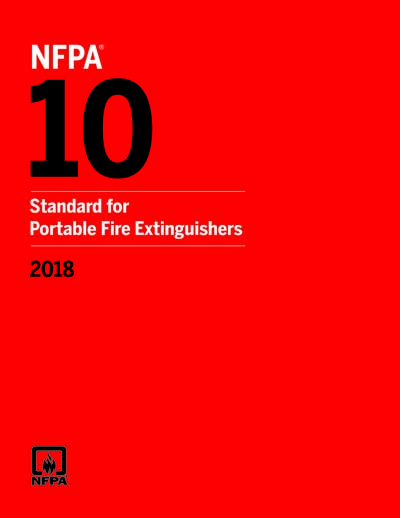 NFPA®
10
Standard for
Portable Fire Extinguishers
2018
NFPA